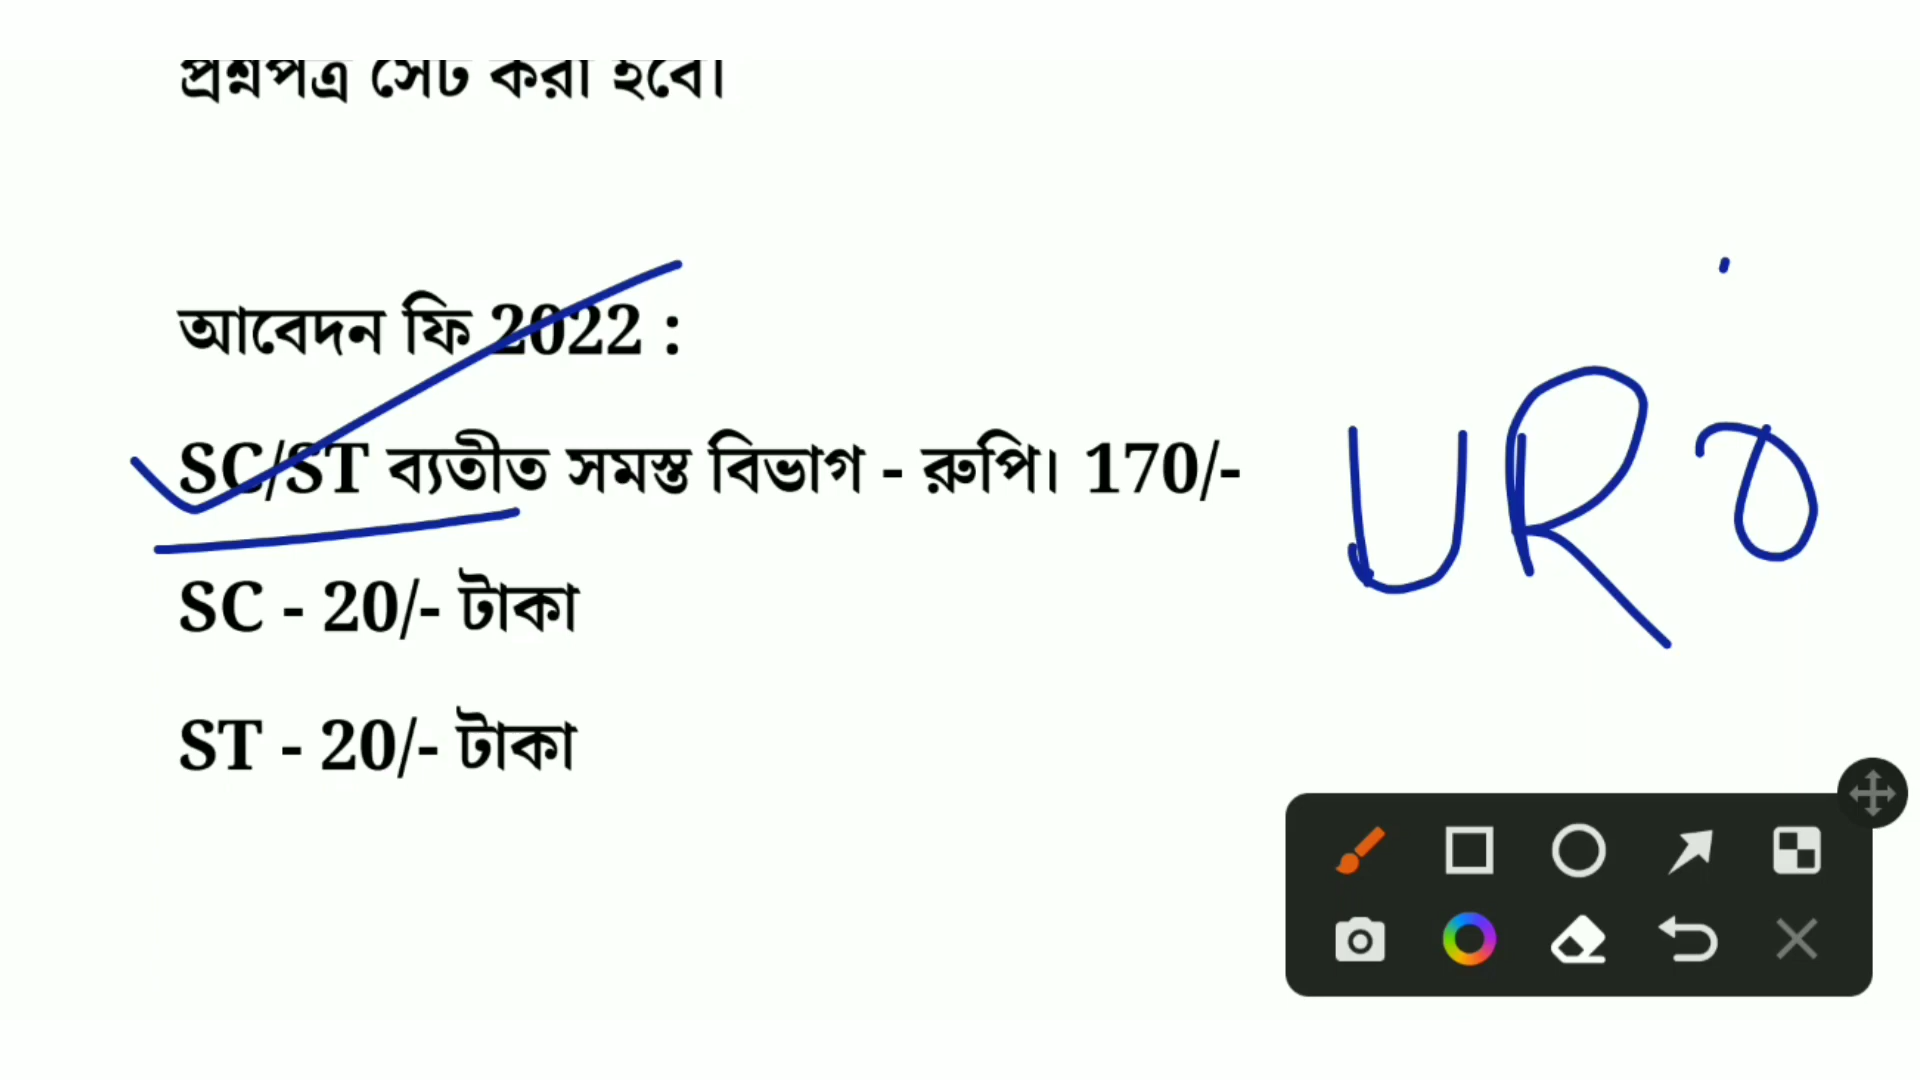 প্রশ্নপত্র সেট করা হবে।
আবেদন ফি 2022 :
SC/ST ব্যতীত সমস্ত বিভাগ - রুপি। 170/-
UR
SC - 20/- টাকা
ST - 20/- টাকা